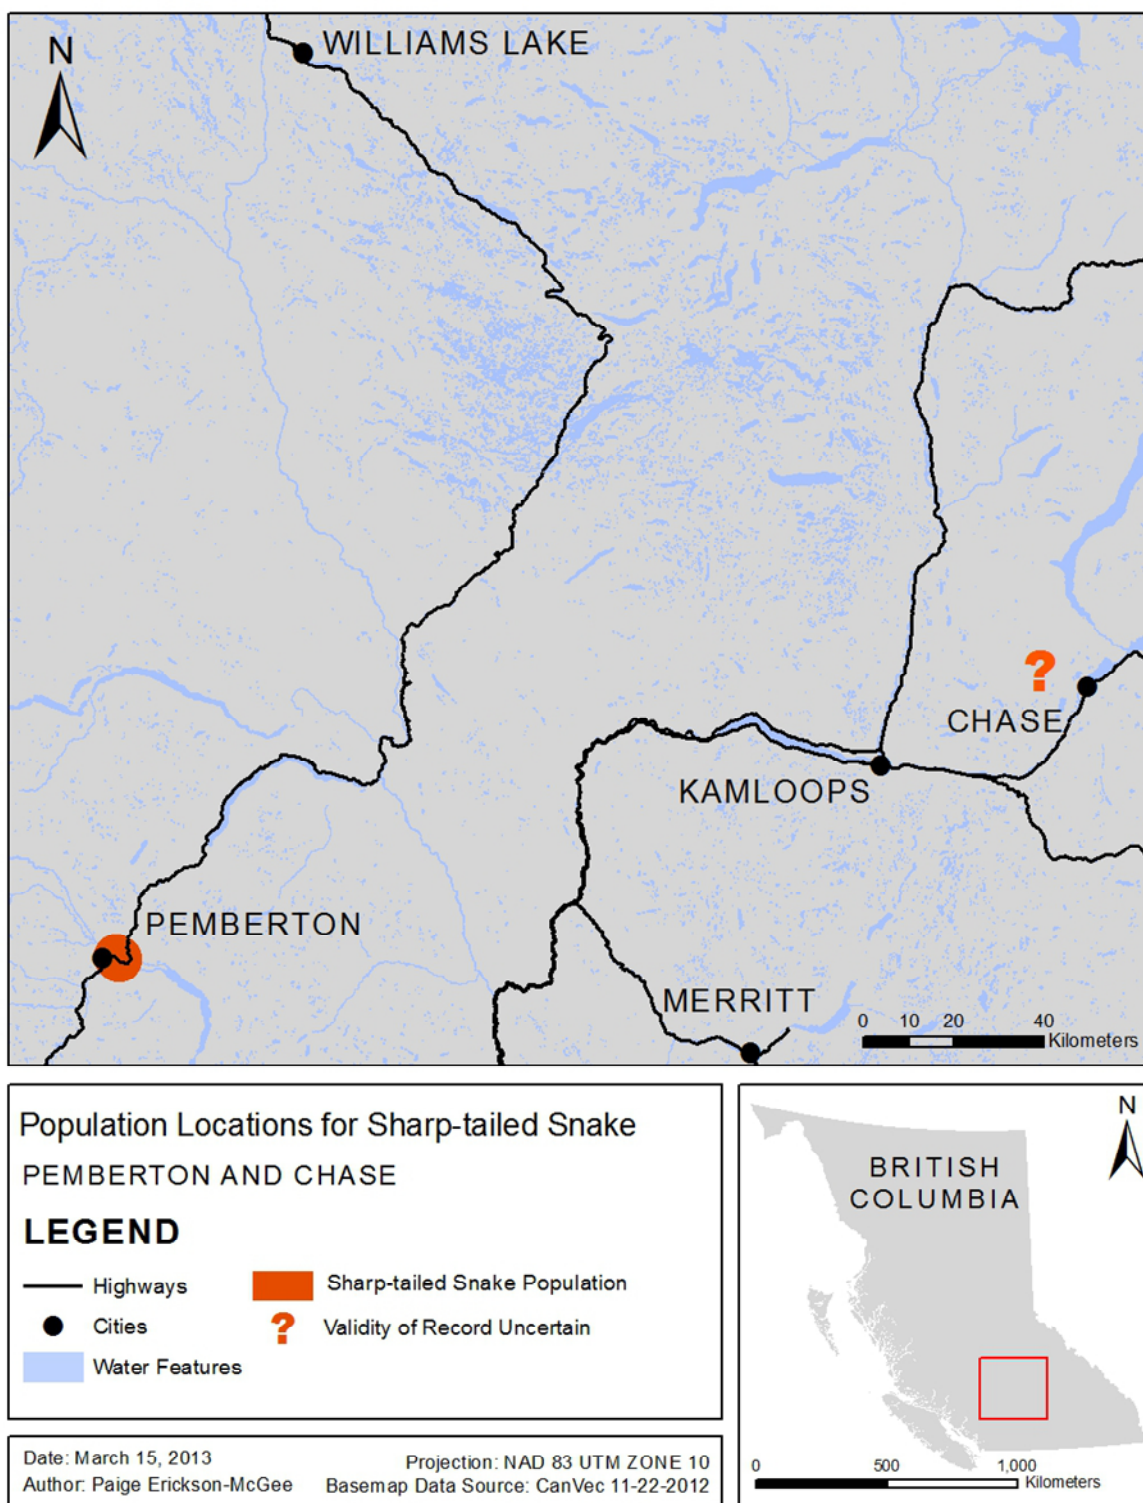 N
WILLIAMS LAKE
CHASE
KAMLOOPS
PEMBERTON
MERRITT
0 10 20 40
Kilometers
Population Locations for Sharp-tailed Snake
PEMBERTON AND CHASE
LEGEND
Highways
Sharp-tailed Snake Population
Cities
? Validity of Record Uncertain
Water Features
N
BRITISH
COLUMBIA
0 500 1,000
Kilometers
Date: March 15, 2013
Projection: NAD 83 UTM ZONE 10
Author: Paige Erickson-McGee
Basemap Data Source: CanVec 11-22-2012